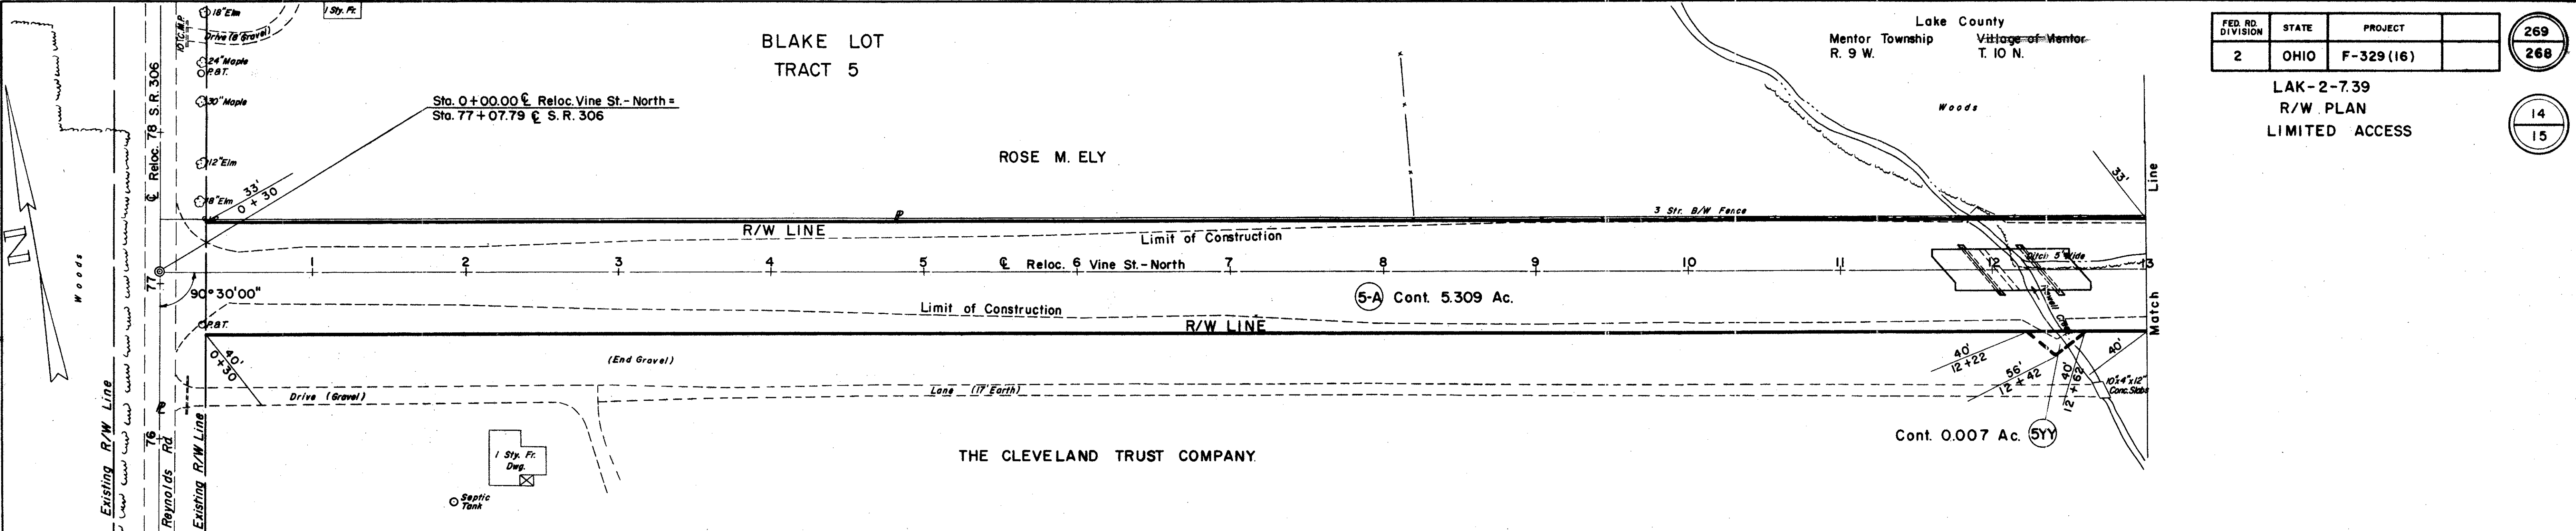 18" Elm
Drive (8' Gravel)
1 Sty. Fr.
10" C.M.P.
24" Maple
P.&T.
30" Maple
12" Elm
18" Elm
℄ Reloc. 78 S.R. 306
BLAKE LOT
TRACT 5
Sta. 0+00.00 ℄ Reloc. Vine St.-North =
Sta. 77+07.79 ℄ S.R. 306
ROSE M. ELY
Lake County
Mentor Township Village of Mentor
R. 9 W. T. 10 N.
Woods
FED. RD. DIVISION STATE PROJECT
2 OHIO F-329(16)
269
268
LAK-2-7.39
R/W PLAN
LIMITED ACCESS
14
15
33'
0 + 30
33'
3 Str. B/W Fence
R/W LINE
Limit of Construction
N
Woods
77
1 2 3 4 5 ℄ Reloc. 6 Vine St.-North 7 8 9 10 11 12 13
Ditch 5' Wide
Match Line
90° 30' 00"
5-A Cont. 5.309 Ac.
Limit of Construction
R/W LINE
P.&T.
40'
0+30
(End Gravel)
Drive (Gravel)
Lane (17' Earth)
40'
12+22
56'
12 + 42
40'
12 + 62
40'
10'x4'x12"
Conc. Slabs
Cont. 0.007 Ac. 5YY
76
Existing R/W Line
Reynolds Rd.
Existing R/W Line
1 Sty. Fr.
Dwg.
Septic
Tank
THE CLEVELAND TRUST COMPANY.